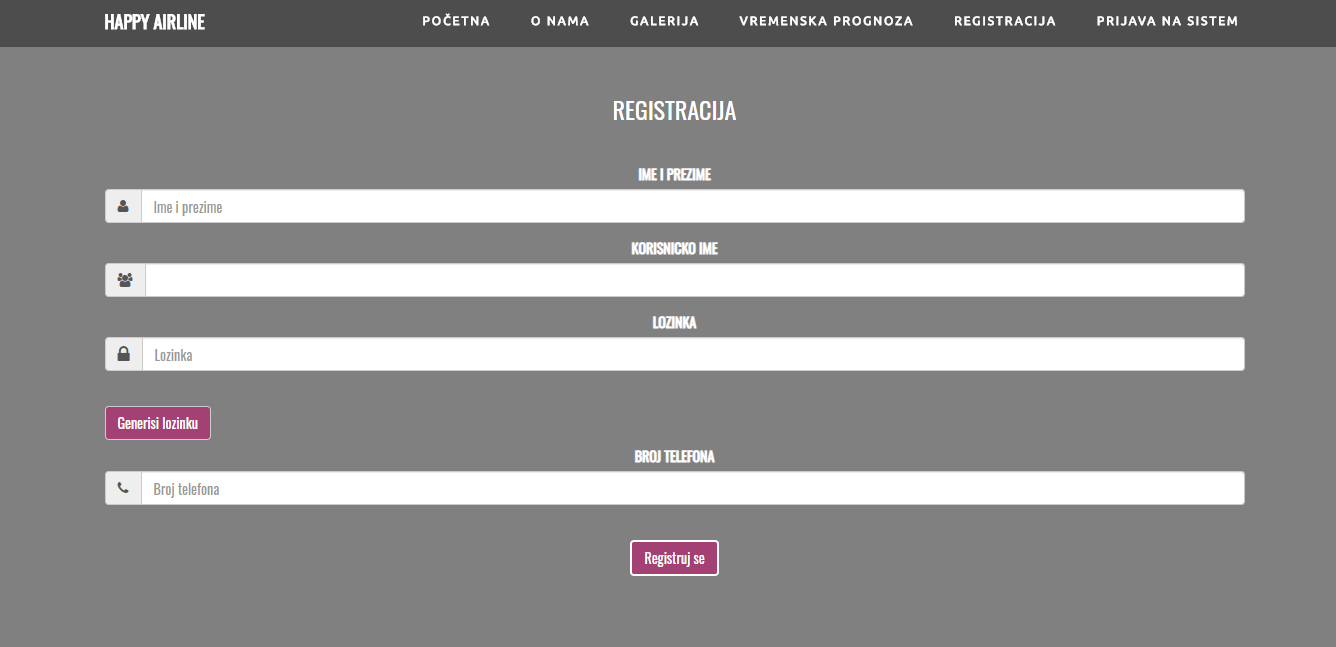 HAPPY AIRLINE POČETNA O NAMA GALERIJA VREMENSKA PROGNOZA REGISTRACIJA PRIJAVA NA SISTEM
REGISTRACIJA
IME I PREZIME
Ime i prezime
KORISNICKO IME
LOZINKA
Lozinka
Generisi lozinku
BROJ TELEFONA
Broj telefona
Registruj se